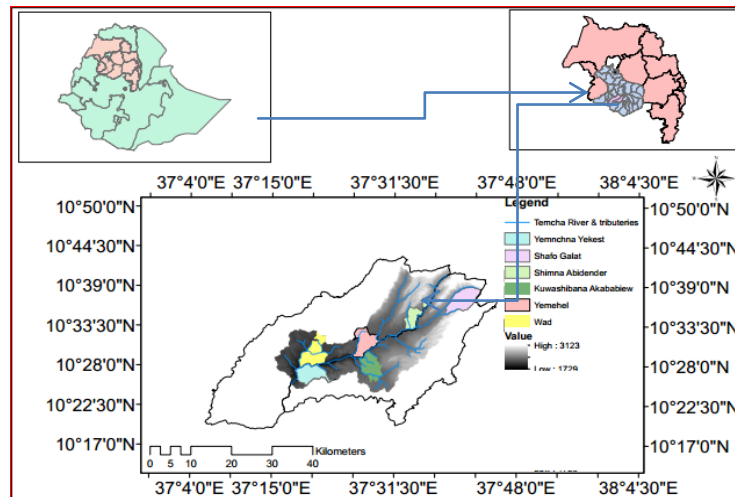 N
37°4'0"E 37°15'0"E 37°31'30"E 37°48'0"E 38°4'30"E
Legend
10°50'0"N 10°50'0"N
Temcha River & tributeries
10°44'30"N 10°44'30"N
Yemnchna Yekest
Shafo Galat
10°39'0"N 10°39'0"N
Shimna Abidender
Kuwashibana Akababiew
Yemehel
10°33'30"N 10°33'30"N
Wad
Value
High : 3123
10°28'0"N 10°28'0"N
Low : 1729
10°22'30"N 10°22'30"N
10°17'0"N 10°17'0"N
Kilometers
0 5 10 20 30 40
37°4'0"E 37°15'0"E 37°31'30"E 37°48'0"E 38°4'30"E